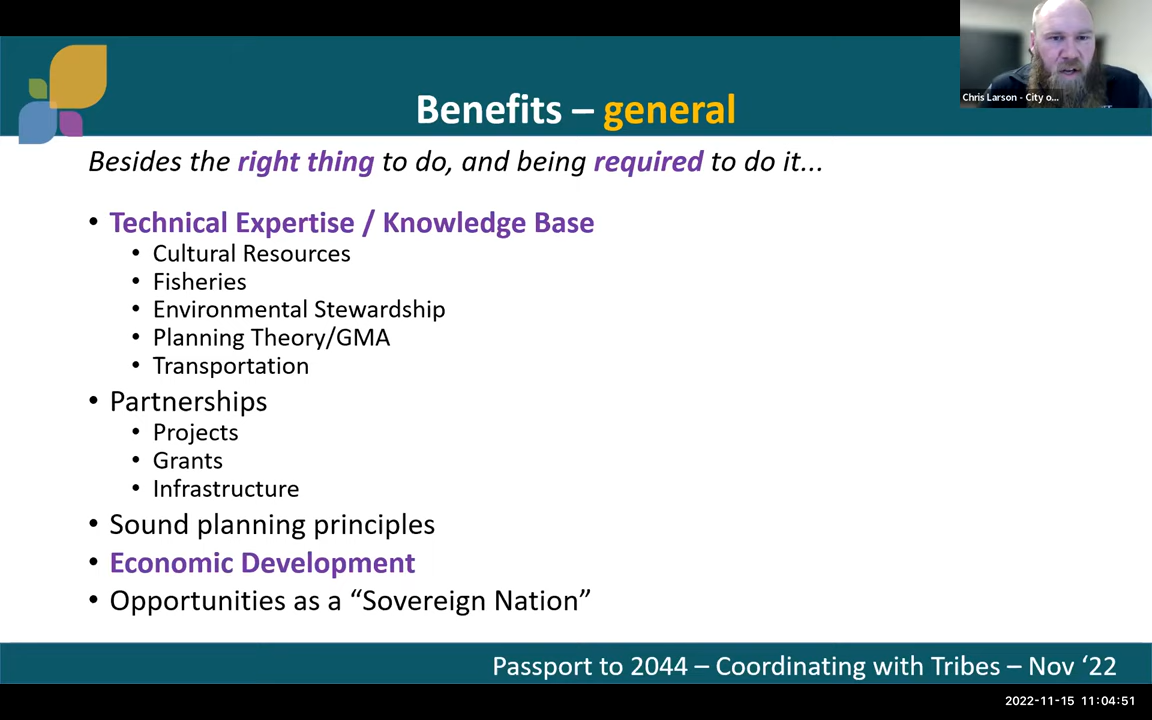 Chris Larson - City o...
Benefits – general
Besides the right thing to do, and being required to do it...
• Technical Expertise / Knowledge Base
• Cultural Resources
• Fisheries
• Environmental Stewardship
• Planning Theory/GMA
• Transportation
• Partnerships
• Projects
• Grants
• Infrastructure
• Sound planning principles
• Economic Development
• Opportunities as a “Sovereign Nation”
Passport to 2044 – Coordinating with Tribes – Nov ‘22
2022-11-15 11:04:51